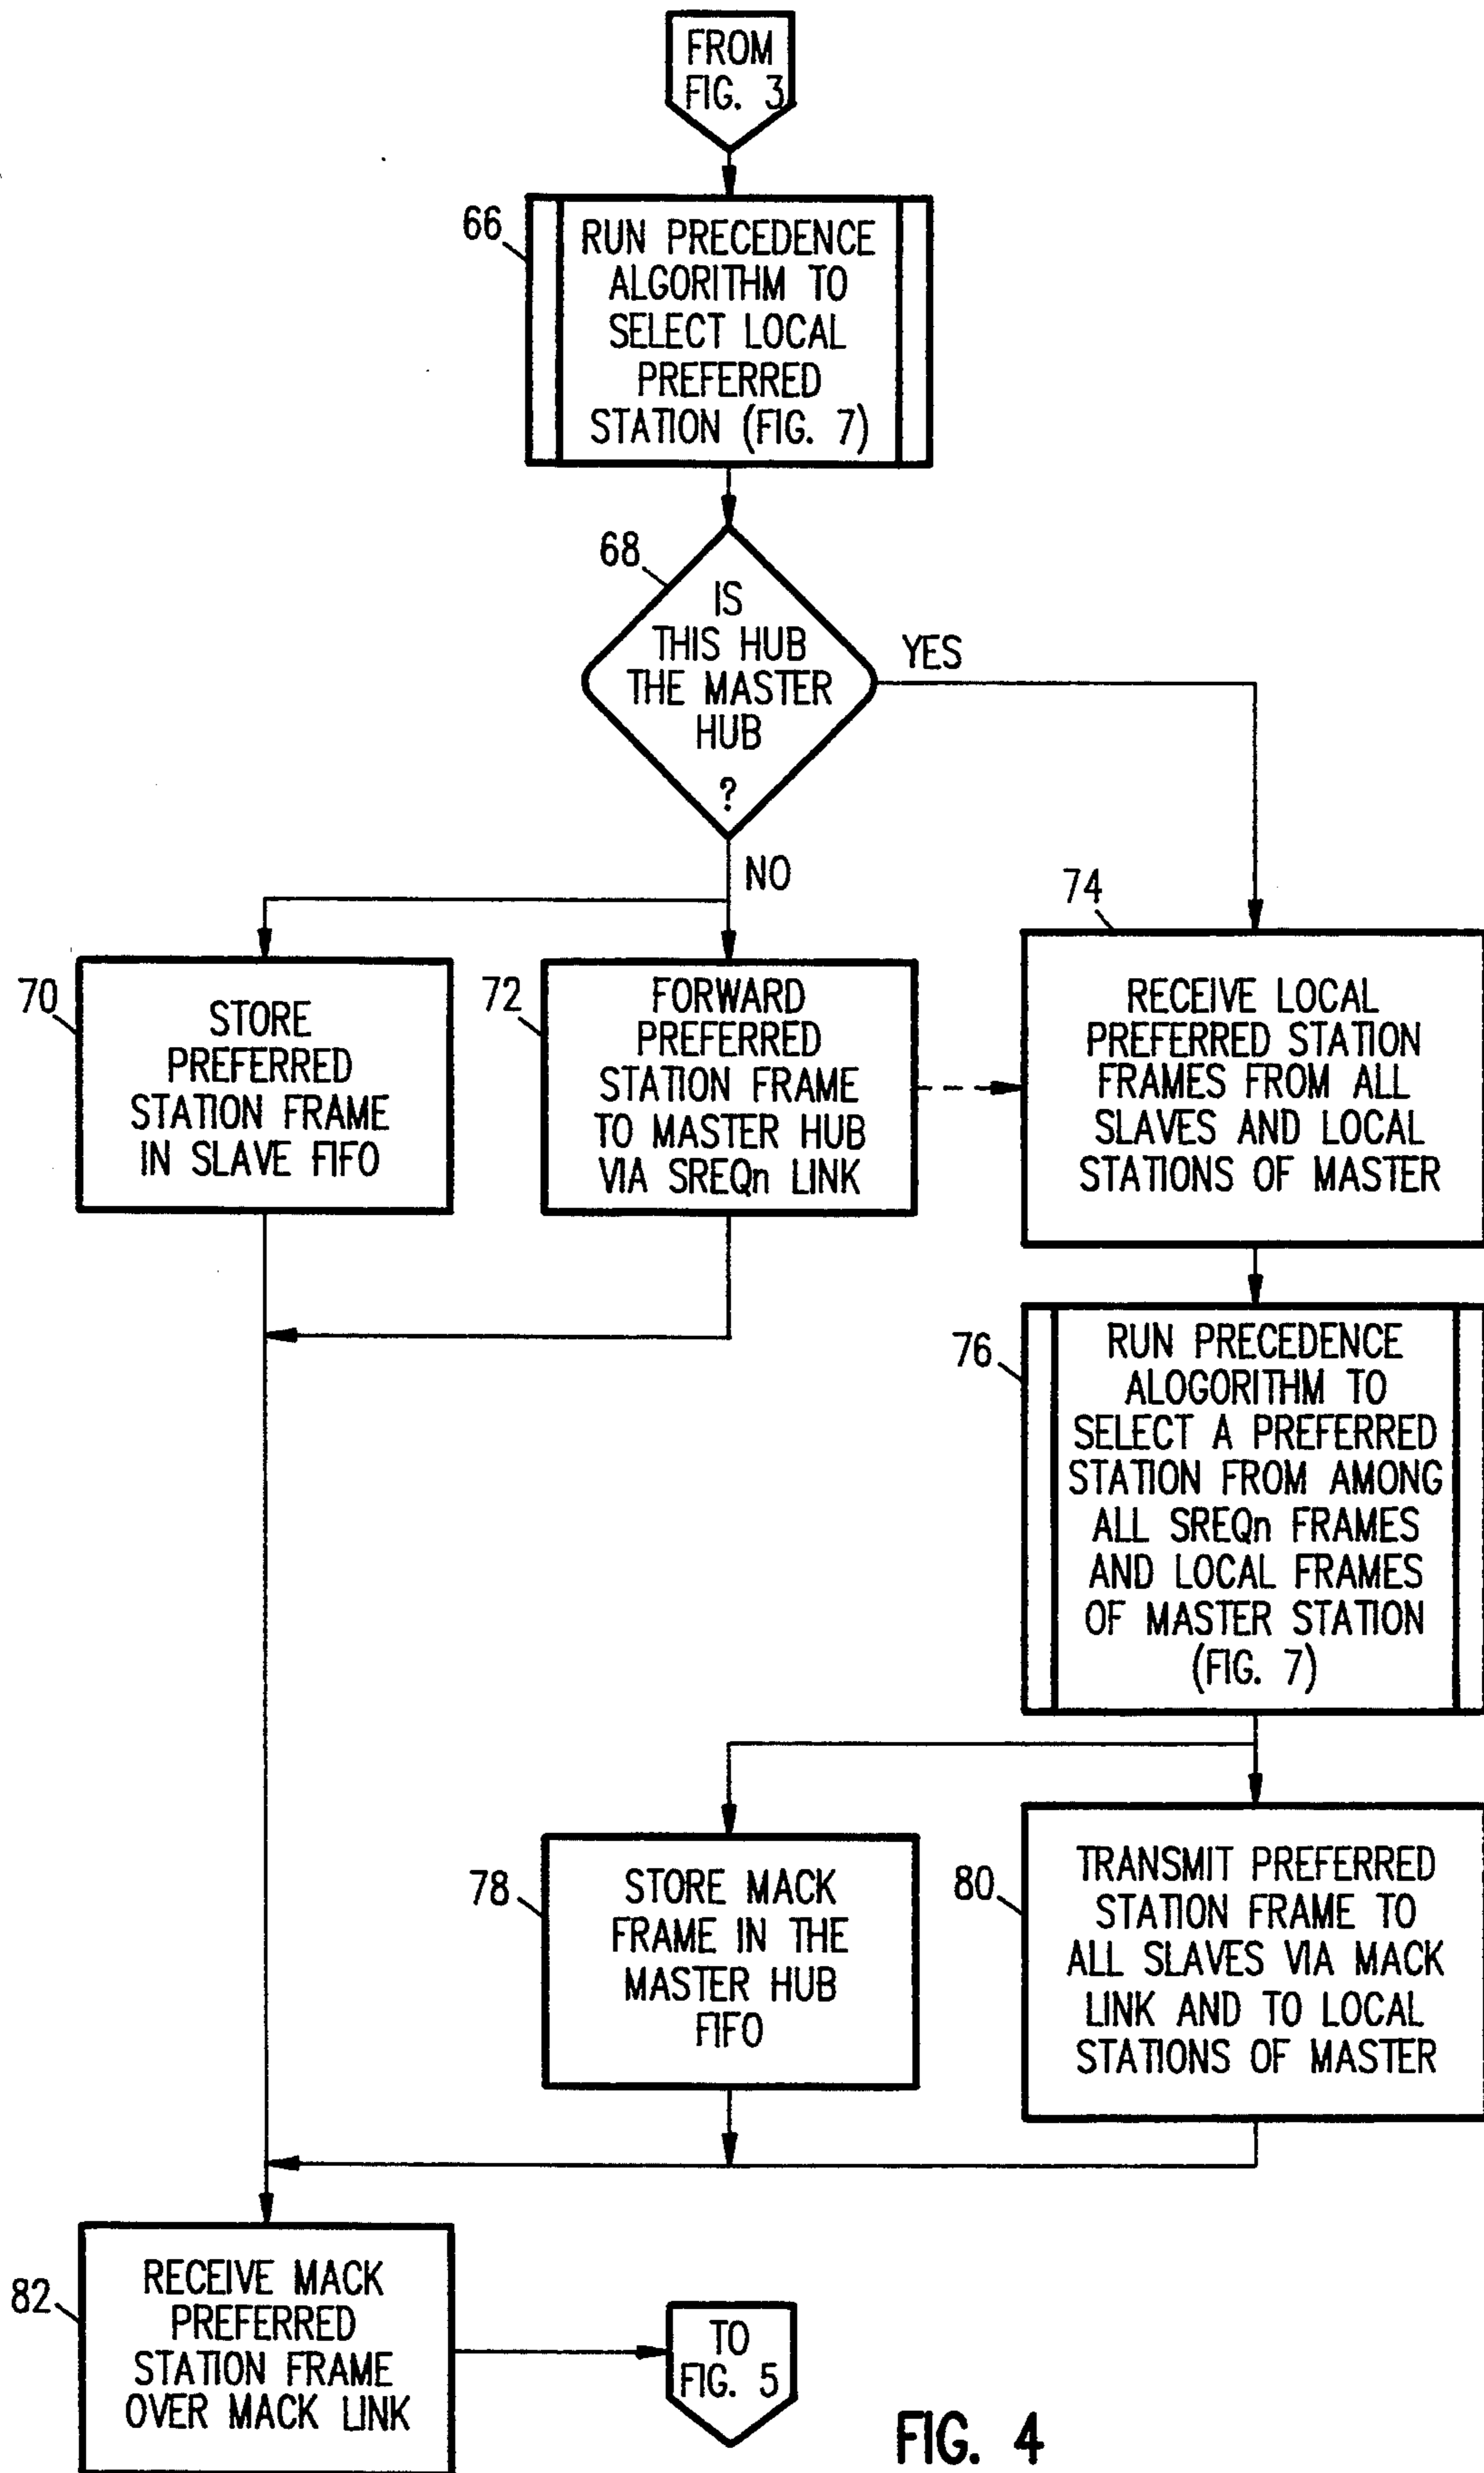 FROM
FIG. 3
66
RUN PRECEDENCE
ALGORITHM TO
SELECT LOCAL
PREFERRED
STATION (FIG. 7)
68
IS
THIS HUB
THE MASTER
HUB
?
YES
NO
70
STORE
PREFERRED
STATION FRAME
IN SLAVE FIFO
72
FORWARD
PREFERRED
STATION FRAME
TO MASTER HUB
VIA SREQn LINK
74
RECEIVE LOCAL
PREFERRED STATION
FRAMES FROM ALL
SLAVES AND LOCAL
STATIONS OF MASTER
76
RUN PRECEDENCE
ALOGORITHM TO
SELECT A PREFERRED
STATION FROM AMONG
ALL SREQn FRAMES
AND LOCAL FRAMES
OF MASTER STATION
(FIG. 7)
78
STORE MACK
FRAME IN THE
MASTER HUB
FIFO
80
TRANSMIT PREFERRED
STATION FRAME TO
ALL SLAVES VIA MACK
LINK AND TO LOCAL
STATIONS OF MASTER
82
RECEIVE MACK
PREFERRED
STATION FRAME
OVER MACK LINK
TO
FIG. 5
FIG. 4